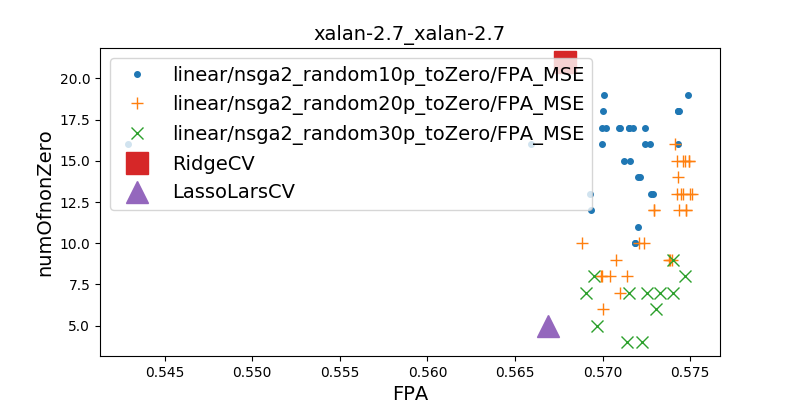 xalan-2.7_xalan-2.7
linear/nsga2_random10p_toZero/FPA_MSE
linear/nsga2_random20p_toZero/FPA_MSE
linear/nsga2_random30p_toZero/FPA_MSE
RidgeCV
LassoLarsCV
numOfnonZero
20.0
17.5
15.0
12.5
10.0
7.5
5.0
0.545 0.550 0.555 0.560 0.565 0.570 0.575
FPA